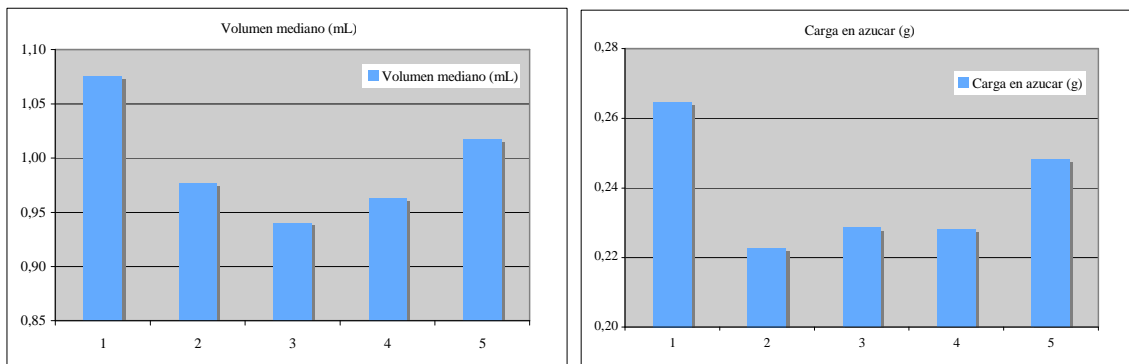 Volumen mediano (mL)
1,10
Volumen mediano (mL)
1,05
1,00
0,95
0,90
0,85
1 2 3 4 5
Carga en azucar (g)
0,28
Carga en azucar (g)
0,26
0,24
0,22
0,20
1 2 3 4 5